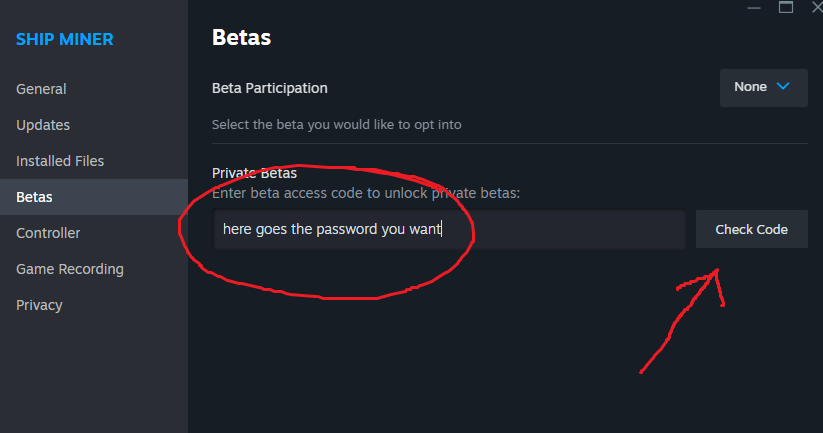 SHIP MINER
General
Updates
Installed Files
Betas
Controller
Game Recording
Privacy
Betas
Beta Participation
None
Select the beta you would like to opt into
Private Betas
Enter beta access code to unlock private betas:
here goes the password you want
Check Code